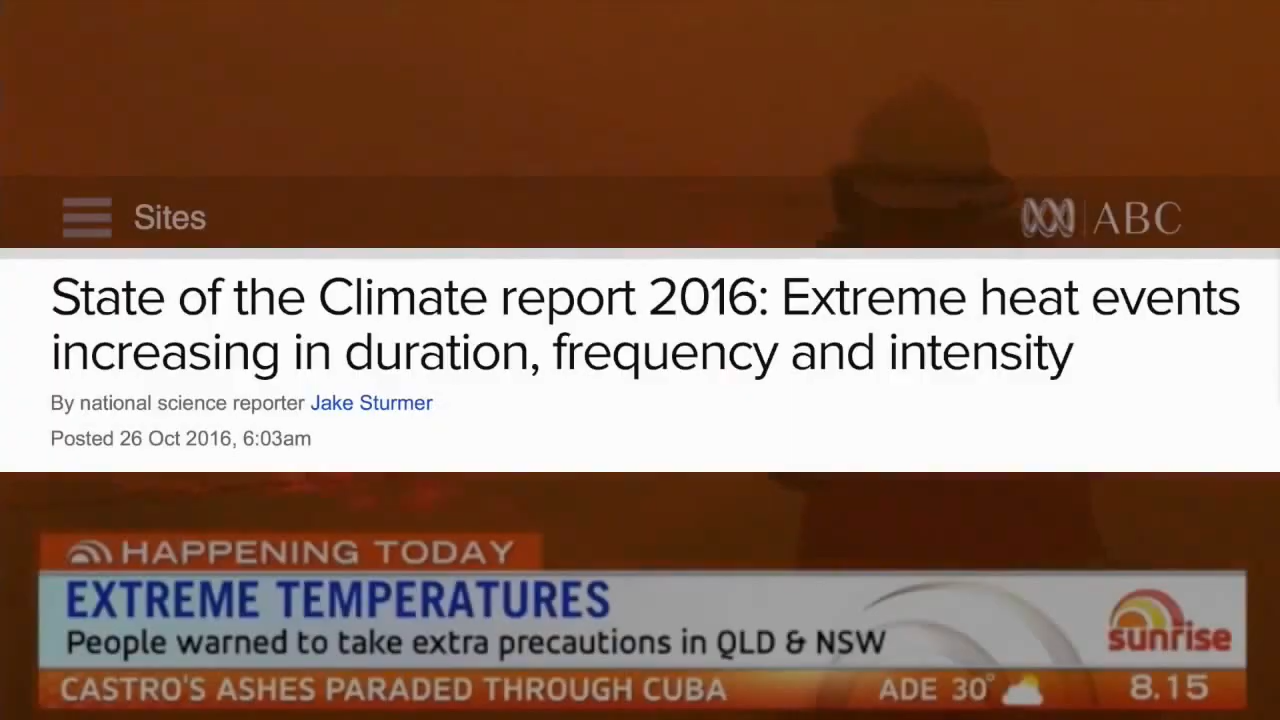 Sites
ABC
State of the Climate report 2016: Extreme heat events
increasing in duration, frequency and intensity
By national science reporter Jake Sturmer
Posted 26 Oct 2016, 6:03am
HAPPENING TODAY
EXTREME TEMPERATURES
People warned to take extra precautions in QLD & NSW
sunrise
CASTRO'S ASHES PARADED THROUGH CUBA
ADE 30°
8.15